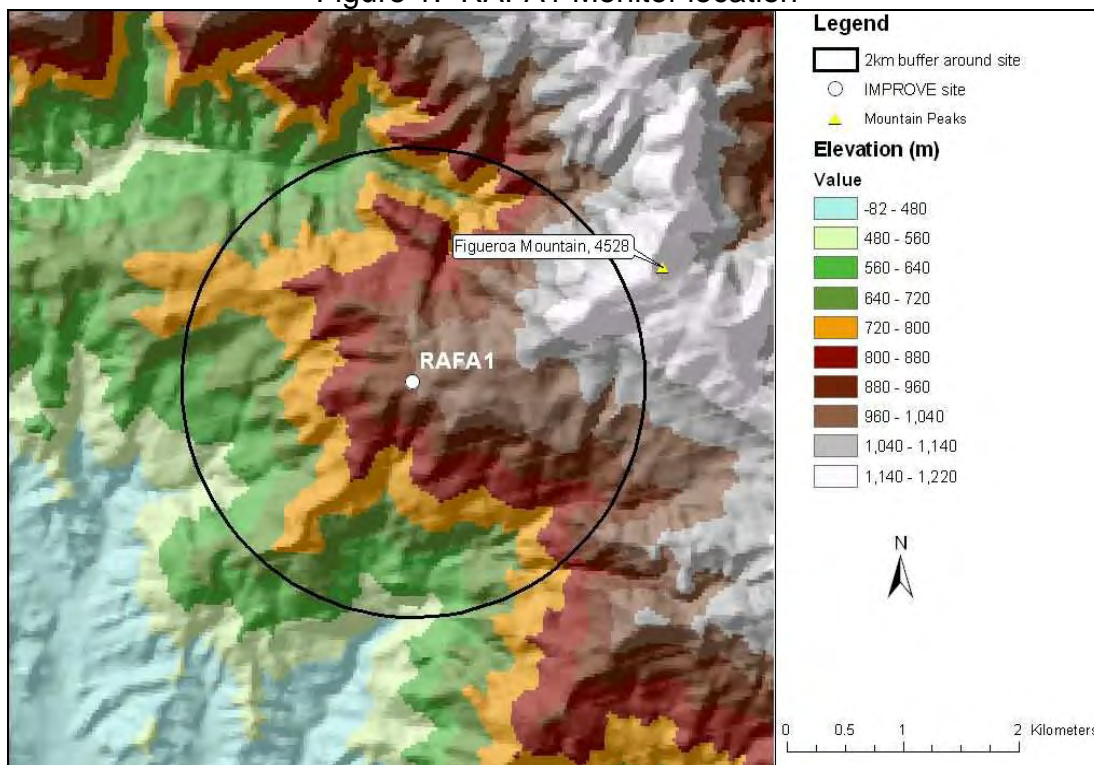 Figure 1. RAFA1 Monitor location
Figueroa Mountain, 4528
RAFA1
Legend
2km buffer around site
IMPROVE site
Mountain Peaks
Elevation (m)
Value
-82 - 480
480 - 560
560 - 640
640 - 720
720 - 800
800 - 880
880 - 960
960 - 1,040
1,040 - 1,140
1,140 - 1,220
N
0 0.5 1 2 Kilometers